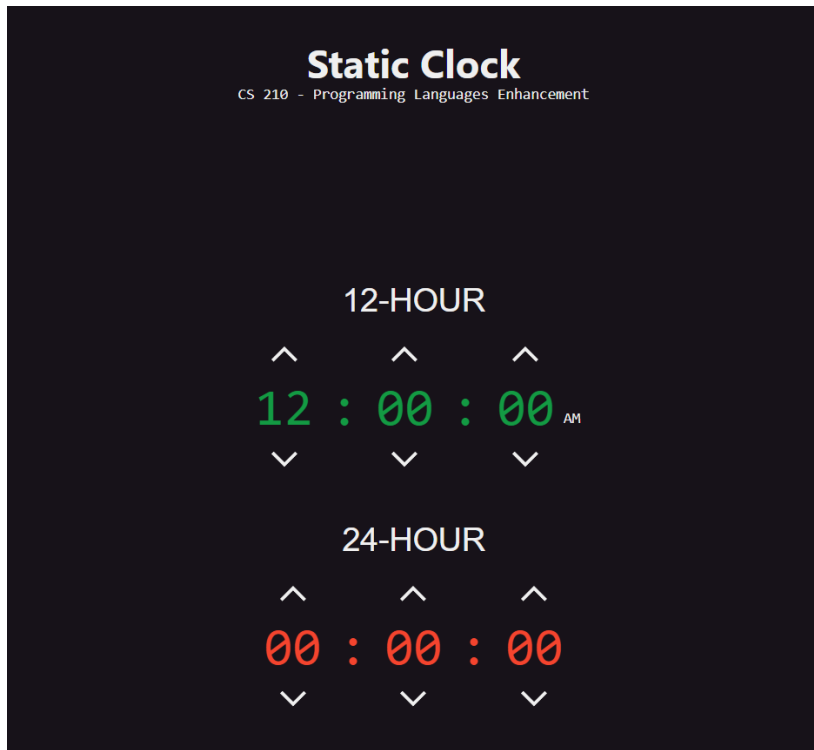 Static Clock
CS 210 - Programming Languages Enhancement
12-HOUR
12 : 00 : 00 AM
24-HOUR
00 : 00 : 00